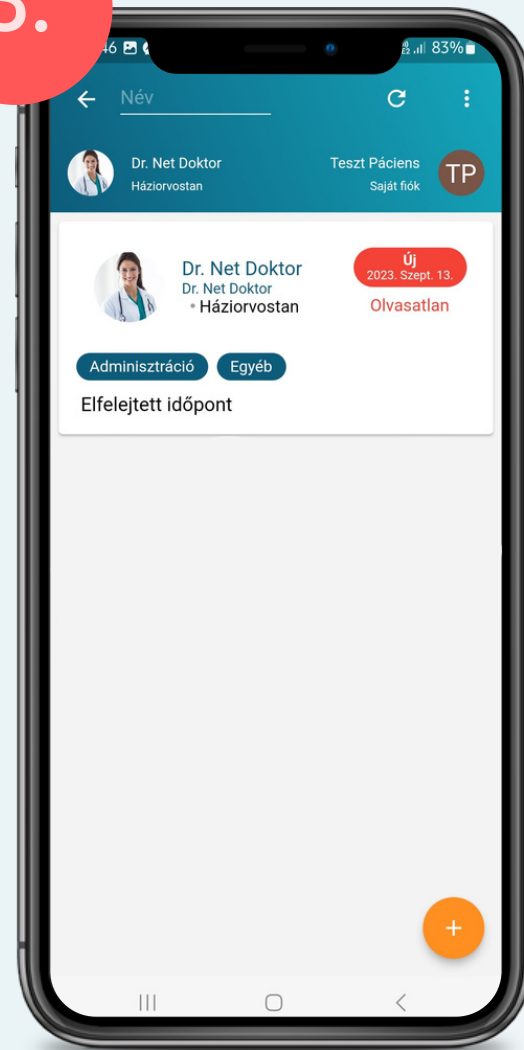 83%
Név
Dr. Net Doktor
Háziorvostan
Teszt Páciens
Saját fiók
TP
Dr. Net Doktor
Dr. Net Doktor
• Háziorvostan
Új
2023. Szept. 13.
Olvasatlan
Adminisztráció
Egyéb
Elfelejtett időpont
+